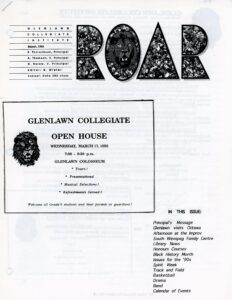 GLENLAWN
COLLEGIATE
INSTITUTE
ROAR
GLENLAWN COLLEGIATE
OPEN HOUSE
WEDNESDAY, MARCH
7:00 - 9:00 p.m.
GLENLAWN COLOSSEUM
* Tours!
* Presentations!
* Musical Selections!
* Refreshments Served!
Welcome all Grade students and their parents or guardians!
IN THIS ISSUE:
Principal's Message
Glenlawn visits Ottawa
Afternoon at the Improv
South Winnipeg Family Centre
Library News
Honours Courses
Black History Month
Issues for the '90s
Spirit Week
Track and Field
Basketball
Drama
Band
Calendar of Events